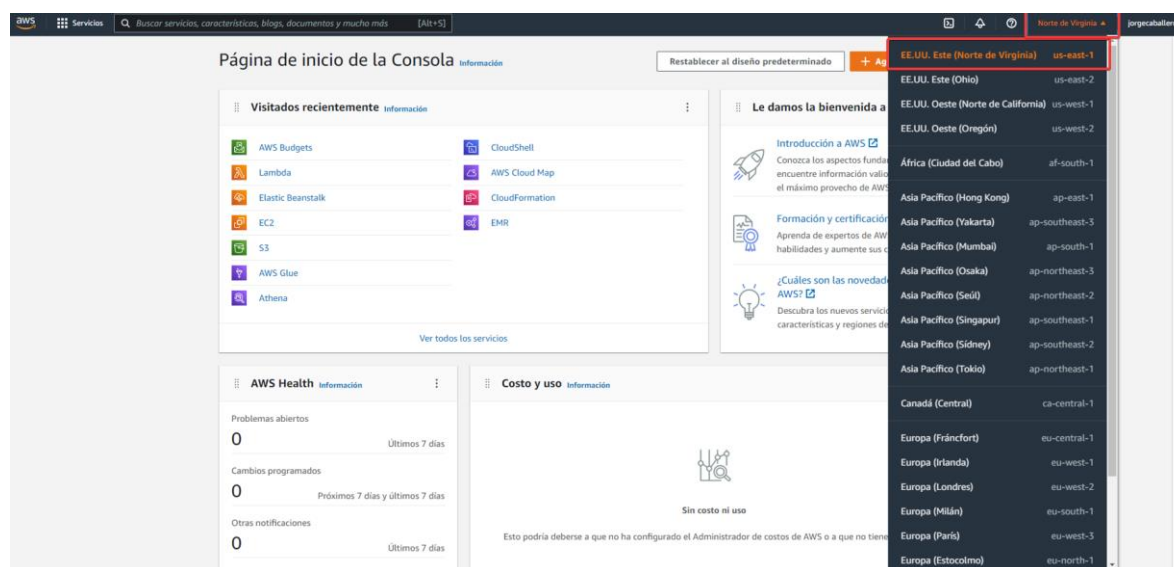 aws
Servicios
Buscar servicios, características, blogs, documentos y mucho más [Alt+S]
Norte de Virginia
Página de inicio de la Consola Información
Restablecer al diseño predeterminado
+ Ag
Visitados recientemente Información
AWS Budgets
Lambda
Elastic Beanstalk
EC2
S3
AWS Glue
Athena
CloudShell
AWS Cloud Map
CloudFormation
EMR
Ver todos los servicios
Le damos la bienvenida a
Introducción a AWS
Conozca los aspectos funda
encuentre información valio
el máximo provecho de AWS
Formación y certificación
Aprenda de expertos de AW
habilidades y aumente sus c
¿Cuáles son las novedade
AWS?
Descubra los nuevos servicio
características y regiones de
AWS Health Información
Problemas abiertos
0
Últimos 7 días
Cambios programados
0
Próximos 7 días y últimos 7 días
Otras notificaciones
0
Últimos 7 días
Costo y uso Información
Sin costo ni uso
Esto podría deberse a que no ha configurado el Administrador de costos de AWS o a que no tiene
EE.UU. Este (Norte de Virginia) us-east-1
EE.UU. Este (Ohio) us-east-2
EE.UU. Oeste (Norte de California) us-west-1
EE.UU. Oeste (Oregón) us-west-2
África (Ciudad del Cabo) af-south-1
Asia Pacífico (Hong Kong) ap-east-1
Asia Pacífico (Yakarta) ap-southeast-3
Asia Pacífico (Mumbai) ap-south-1
Asia Pacífico (Osaka) ap-northeast-3
Asia Pacífico (Seúl) ap-northeast-2
Asia Pacífico (Singapur) ap-southeast-1
Asia Pacífico (Sídney) ap-southeast-2
Asia Pacífico (Tokio) ap-northeast-1
Canadá (Central) ca-central-1
Europa (Fráncfort) eu-central-1
Europa (Irlanda) eu-west-1
Europa (Londres) eu-west-2
Europa (Milán) eu-south-1
Europa (París) eu-west-3
Europa (Estocolmo) eu-north-1